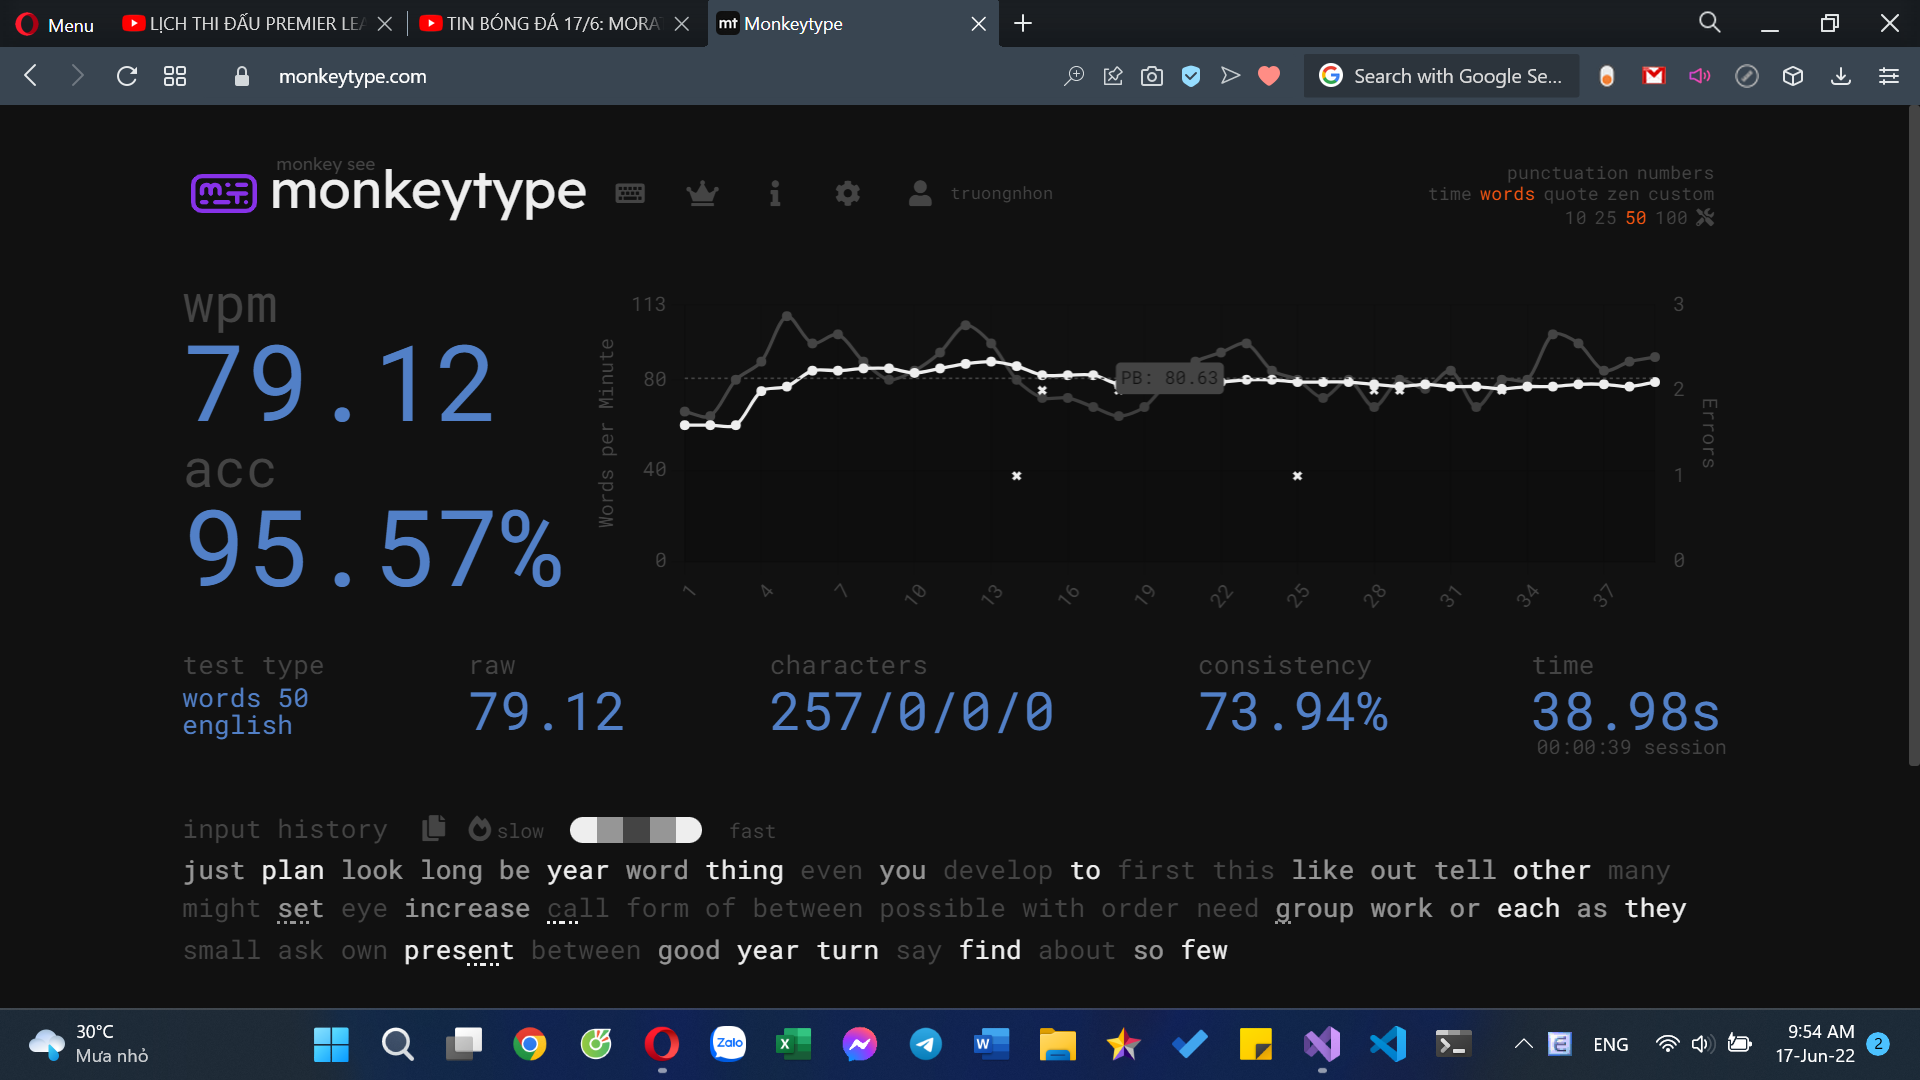 Menu
LỊCH THI ĐẤU PREMIER LEA
TIN BÓNG ĐÁ 17/6: MORAT
mt Monkeytype
monkeytype.com
Search with Google Se...
monkey see
monkeytype
truongnhon
punctuation numbers
time words quote zen custom
10 25 50 100
wpm
79.12
acc
95.57%
Words per Minute
113
80
40
0
PB: 80.63
3
2
1
0
Errors
1 4 7 10 13 16 19 22 25 28 31 34 37
test type
words 50
english
raw
79.12
characters
257/0/0/0
consistency
73.94%
time
38.98s
00:00:39 session
input history slow fast
just plan look long be year word thing even you develop to first this like out tell other many
might set eye increase call form of between possible with order need group work or each as they
small ask own present between good year turn say find about so few
30°C
Mưa nhỏ
Zalo
ENG
9:54 AM
17-Jun-22
2